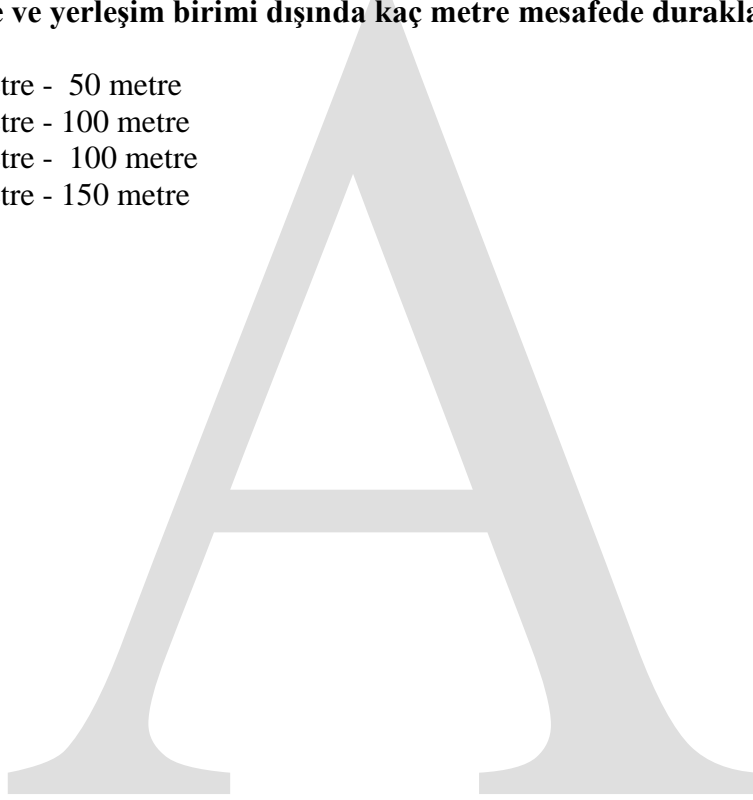 e ve yerleşim birimi dışında kaç metre mesafede durakla
tre - 50 metre
tre - 100 metre
tre - 100 metre
tre - 150 metre
A